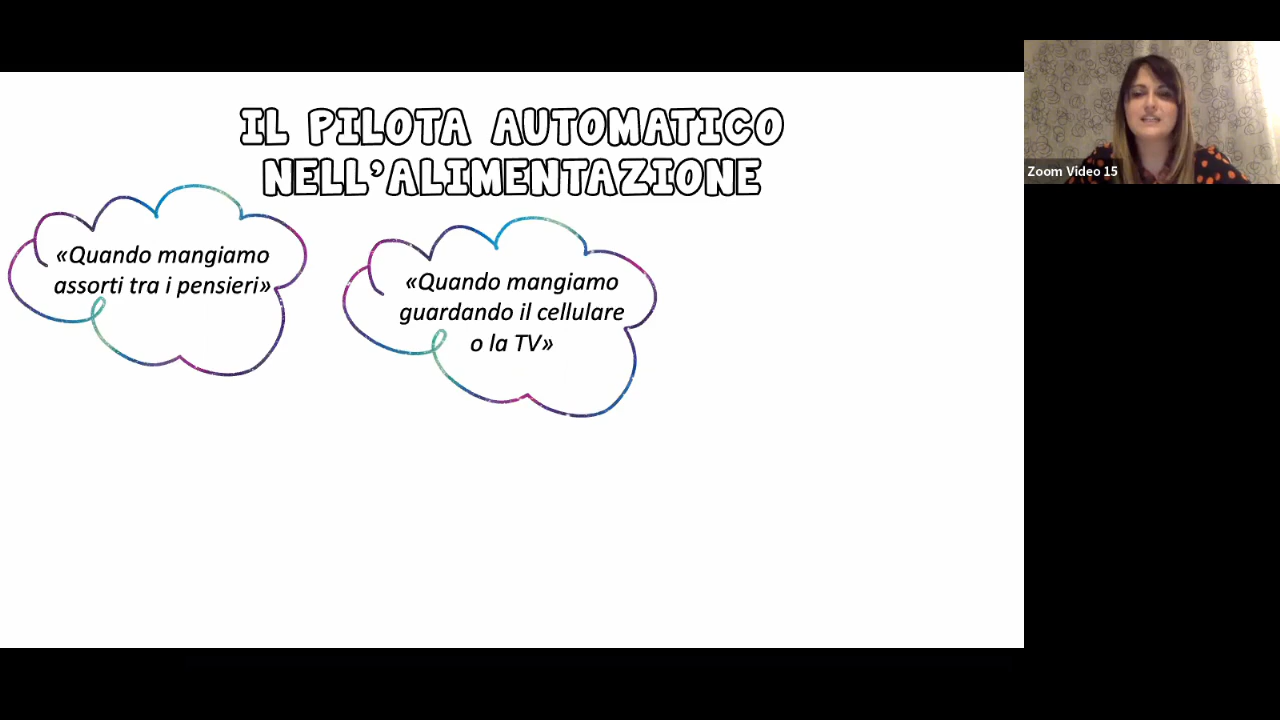 IL PILOTA AUTOMATICO
NELL'ALIMENTAZIONE
«Quando mangiamo
assorti tra i pensieri»
«Quando mangiamo
guardando il cellulare
o la TV»
Zoom Video 15